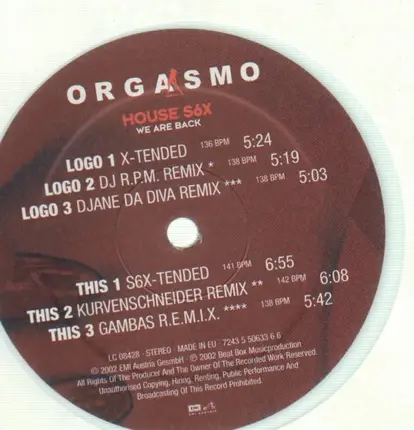 ORGASMO
HOUSE S6X
WE ARE BACK
LOGO 1 X-TENDED 136 BPM 5:24
LOGO 2 DJ R.P.M. REMIX * 138 BPM 5:19
LOGO 3 DJANE DA DIVA REMIX *** 138 BPM 5:03
THIS 1 S6X-TENDED 141 BPM 6:55
THIS 2 KURVENSCHNEIDER REMIX ** 142 BPM 6:08
THIS 3 GAMBAS R.E.M.I.X. **** 138 BPM 5:42
LC 08428 · STEREO · MADE IN EU · 7243 5 50633 6 6
℗ 2002 EMI Austria GesmbH · © 2002 Beat Box Musicproduction
All Rights Of The Producer And The Owner Of The Recorded Work Reserved.
Unauthorised Copying, Hiring, Renting, Public Performance And
Broadcasting Of This Record Prohibited.
EMI